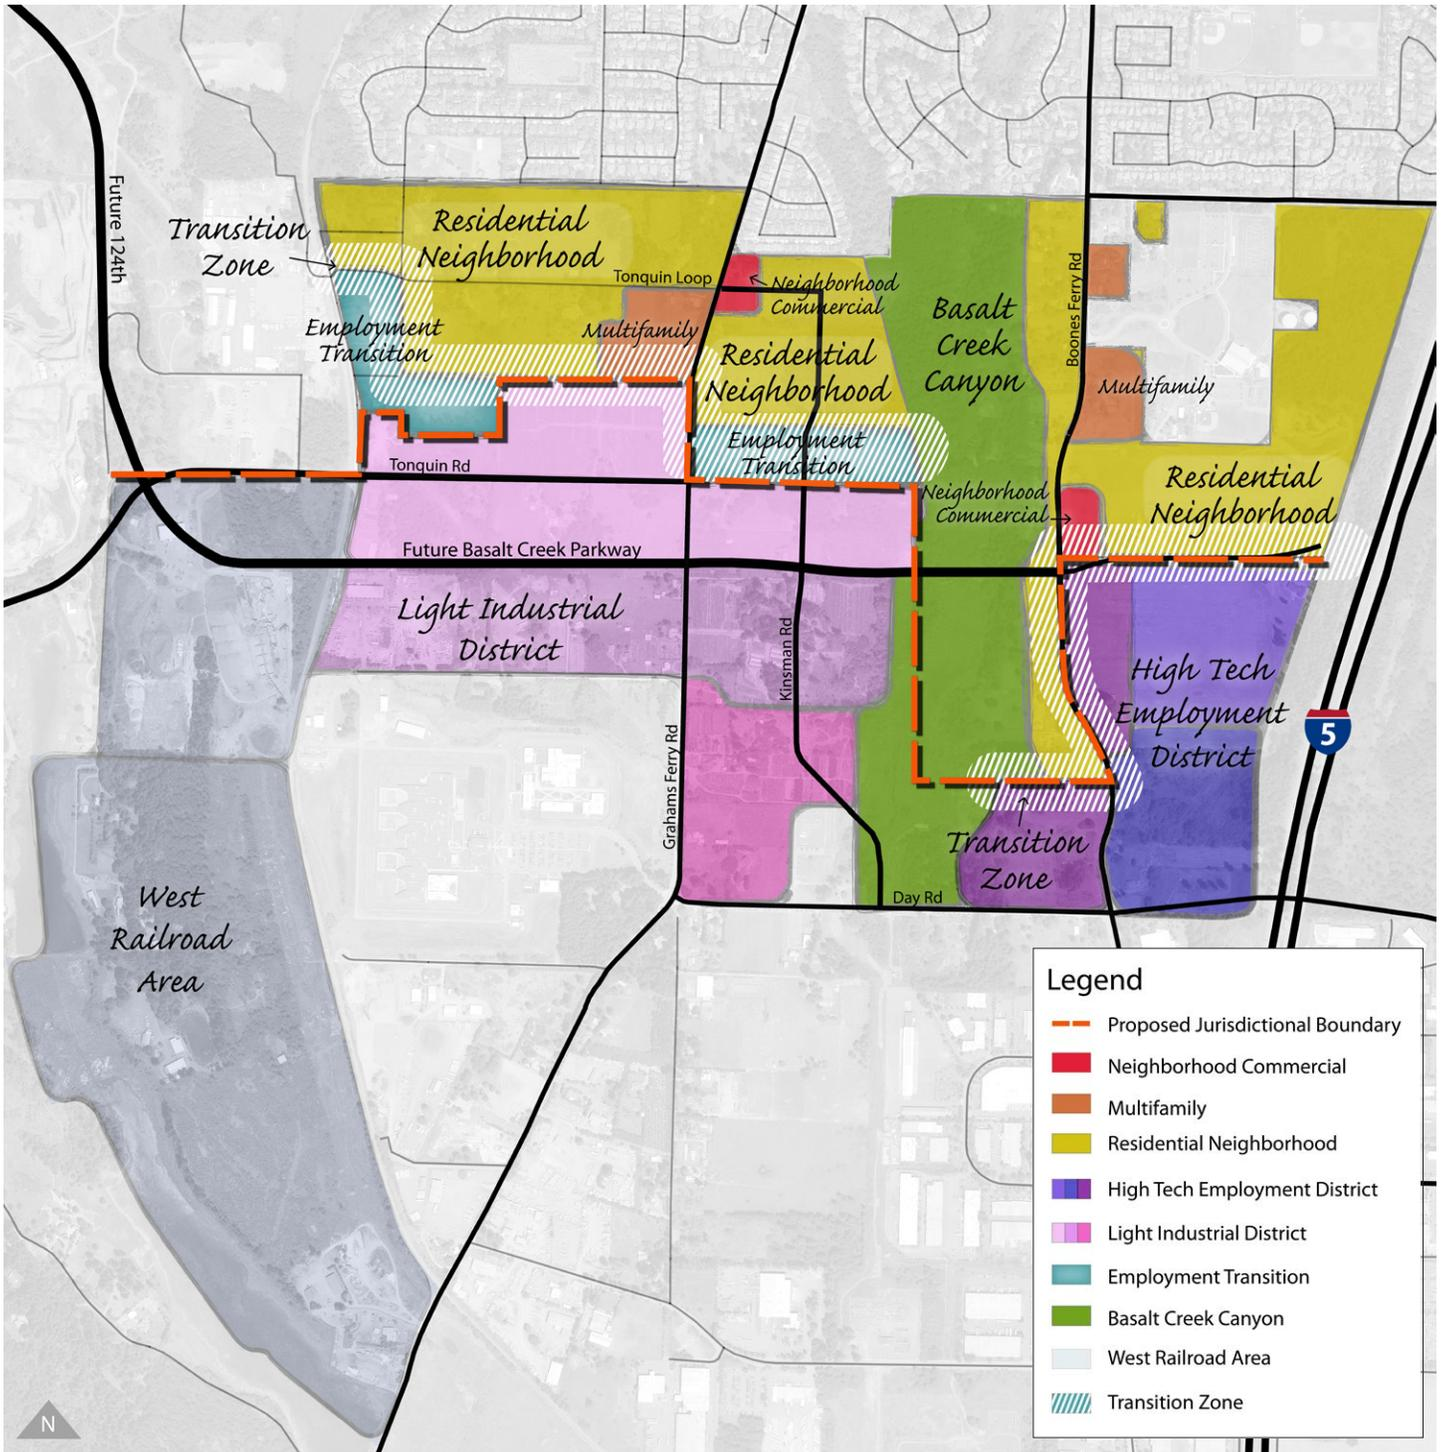 Future 124th
Transition
Zone
Residential
Neighborhood
Tonquin Loop
Neighborhood
Commercial
Employment
Transition
Multifamily
Residential
Neighborhood
Basalt
Creek
Canyon
Boones Ferry Rd
Multifamily
Employment
Transition
Tonquin Rd
Neighborhood
Commercial
Residential
Neighborhood
Future Basalt Creek Parkway
Light Industrial
District
Kinsman Rd
High Tech
Employment
District
5
Grahams Ferry Rd
Transition
Zone
Day Rd
West
Railroad
Area
Legend
Proposed Jurisdictional Boundary
Neighborhood Commercial
Multifamily
Residential Neighborhood
High Tech Employment District
Light Industrial District
Employment Transition
Basalt Creek Canyon
West Railroad Area
Transition Zone
N